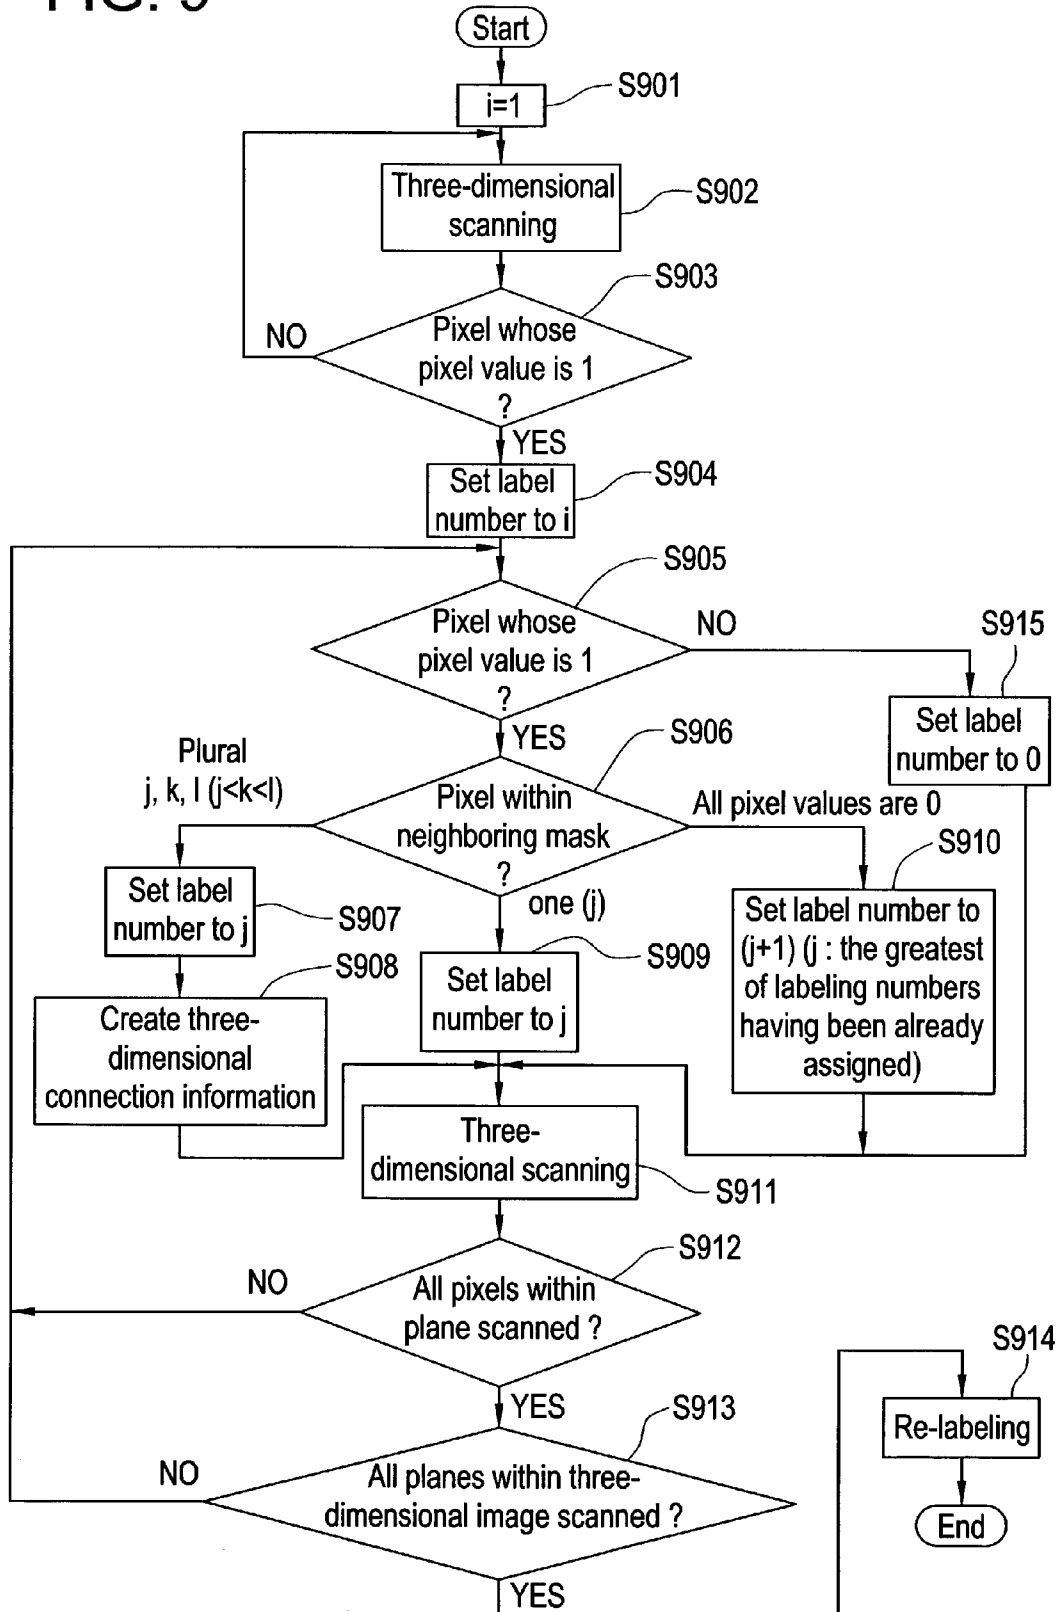 FIG. 9
Start
i=1
S901
Three-dimensional
scanning
S902
S903
Pixel whose
pixel value is 1
?
NO
YES
Set label
number to i
S904
S905
Pixel whose
pixel value is 1
?
NO
YES
S915
Set label
number to 0
S906
Plural
j, k, l (j<k<l)
Pixel within
neighboring mask
?
All pixel values are 0
one (j)
S910
Set label
number to j
S907
S908
Create three-
dimensional
connection information
S909
Set label
number to j
Set label number to
(j+1) (j : the greatest
of labeling numbers
having been already
assigned)
Three-
dimensional scanning
S911
S912
All pixels within
plane scanned ?
NO
YES
S913
All planes within three-
dimensional image scanned ?
NO
YES
S914
Re-labeling
End